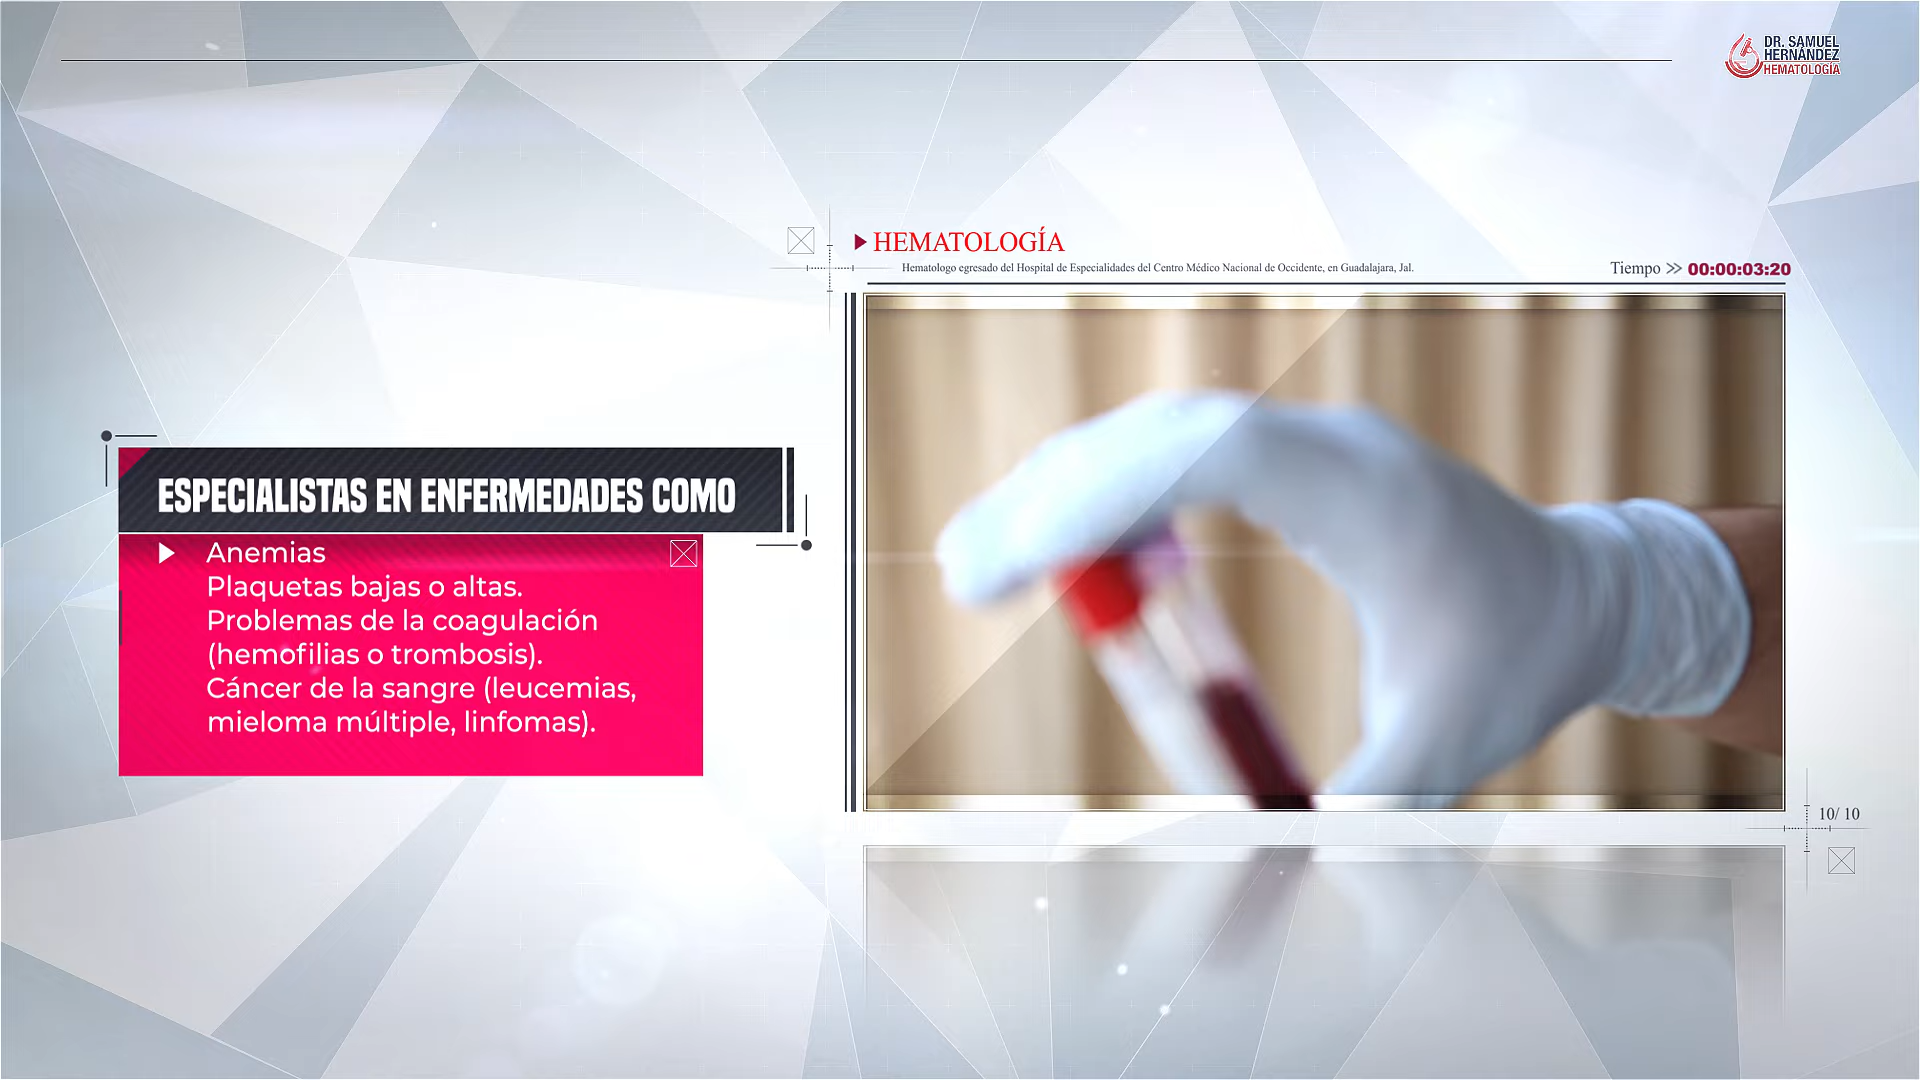 DR. SAMUEL
HERNÁNDEZ
HEMATOLOGÍA
HEMATOLOGÍA
Hematologo egresado del Hospital de Especialidades del Centro Médico Nacional de Occidente, en Guadalajara, Jal.
Tiempo >> 00:00:03:20
ESPECIALISTAS EN ENFERMEDADES COMO
Anemias
Plaquetas bajas o altas.
Problemas de la coagulación
(hemofilias o trombosis).
Cáncer de la sangre (leucemias,
mieloma múltiple, linfomas).
10/ 10